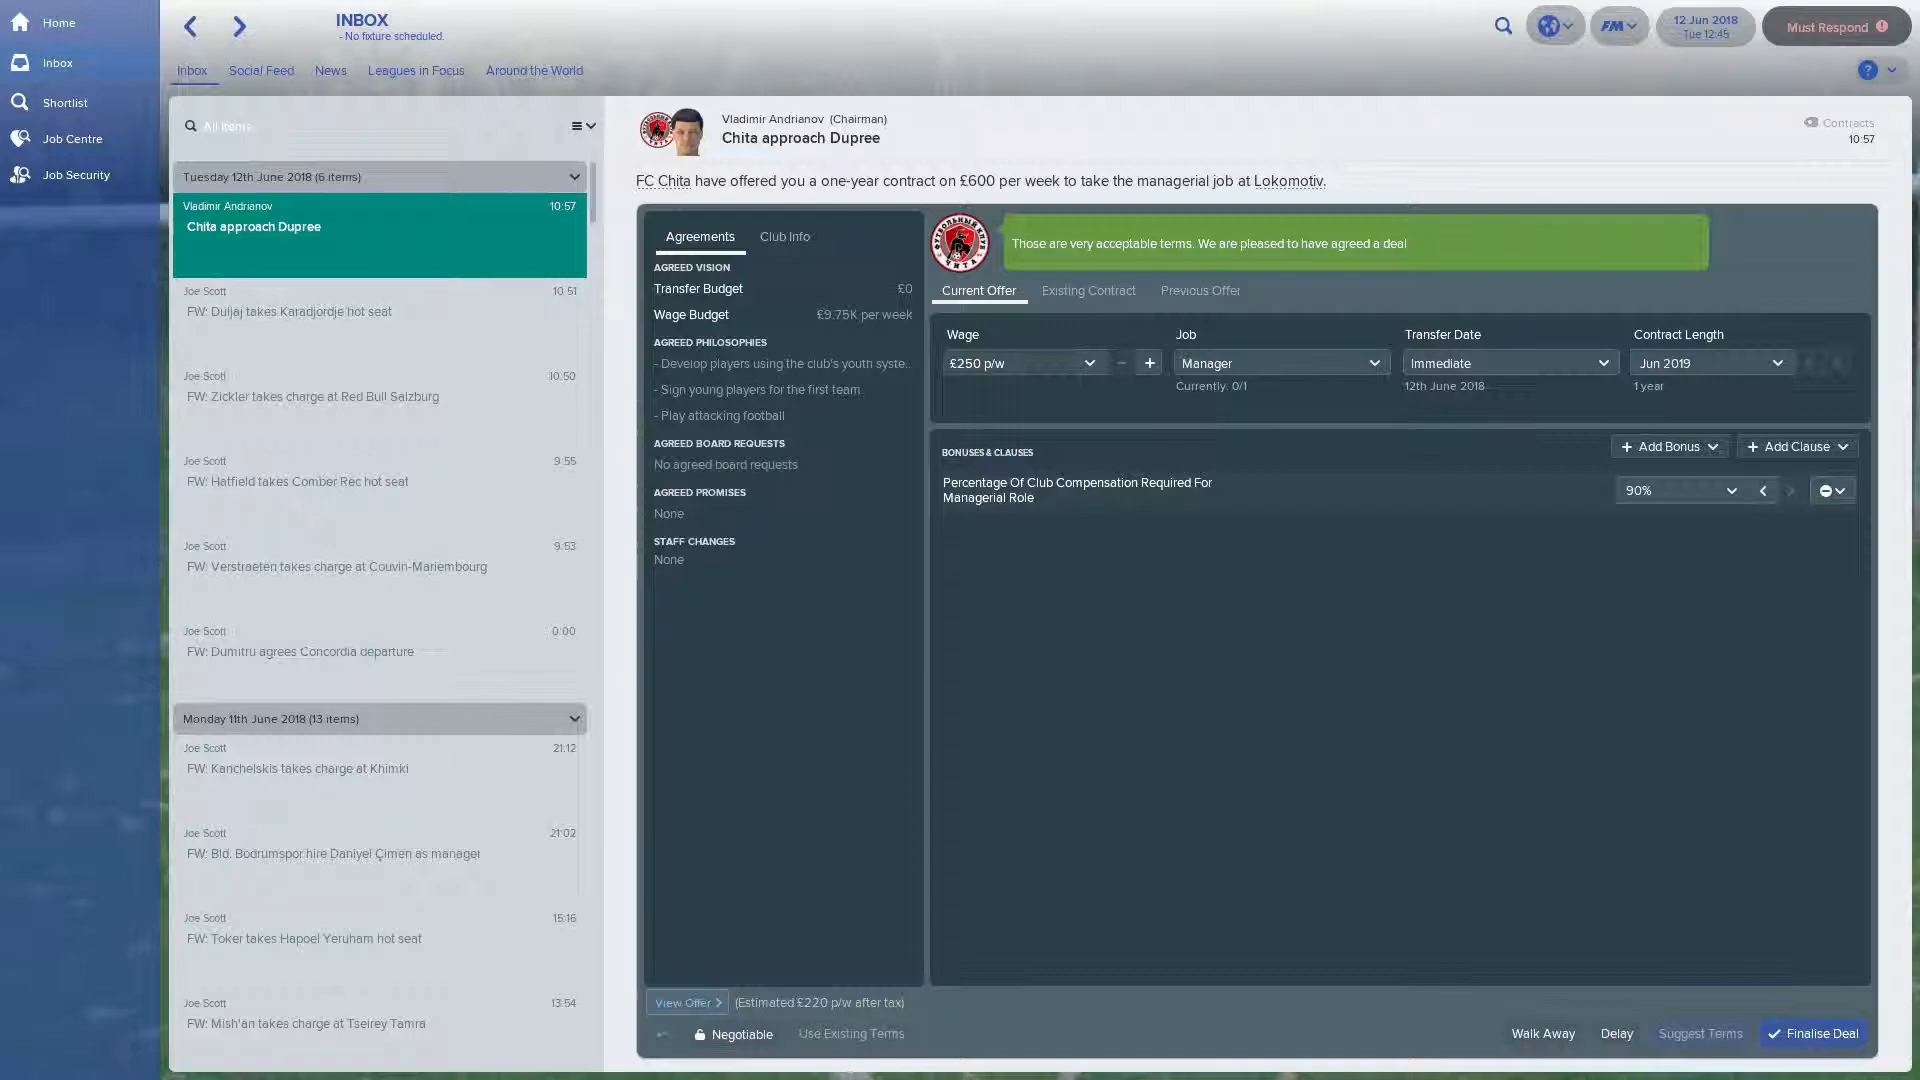 Home
Inbox
Shortlist
Job Centre
Job Security
INBOX
- No fixture scheduled.
FM
12 Jun 2018
Tue 12:45
Must Respond
Inbox
Social Feed
News
Leagues in Focus
Around the World
?
All Items
Tuesday 12th June 2018 (6 items)
Vladimir Andrianov 10:57
Chita approach Dupree
Joe Scott 10:51
FW: Duljaj takes Karadjordje hot seat
Joe Scott 10:50
FW: Zickler takes charge at Red Bull Salzburg
Joe Scott 9:55
FW: Hatfield takes Comber Rec hot seat
Joe Scott 9:53
FW: Verstraeten takes charge at Couvin-Mariembourg
Joe Scott 0:00
FW: Dumitru agrees Concordia departure
Monday 11th June 2018 (13 items)
Joe Scott 21:12
FW: Kanchelskis takes charge at Khimki
Joe Scott 21:02
FW: Bld. Bodrumspor hire Daniyel Çimen as manager
Joe Scott 15:16
FW: Toker takes Hapoel Yeruham hot seat
Joe Scott 13:54
FW: Mish'an takes charge at Tseirey Tamra
Vladimir Andrianov (Chairman)
Chita approach Dupree
Contracts
10:57
FC Chita have offered you a one-year contract on £600 per week to take the managerial job at Lokomotiv.
Agreements
Club Info
AGREED VISION
Transfer Budget £0
Wage Budget £9.75K per week
AGREED PHILOSOPHIES
- Develop players using the club's youth syste...
- Sign young players for the first team
- Play attacking football
AGREED BOARD REQUESTS
No agreed board requests
AGREED PROMISES
None
STAFF CHANGES
None
ФУТБОЛЬНЫЙ КЛУБ
ЧИТА
Those are very acceptable terms. We are pleased to have agreed a deal
Current Offer
Existing Contract
Previous Offer
Wage
Job
Transfer Date
Contract Length
£250 p/w
Manager
Immediate
Jun 2019
Currently: 0/1
12th June 2018
1 year
BONUSES & CLAUSES
Add Bonus
Add Clause
Percentage Of Club Compensation Required For
Managerial Role
90%
View Offer
(Estimated £220 p/w after tax)
Negotiable
Use Existing Terms
Walk Away
Delay
Suggest Terms
Finalise Deal